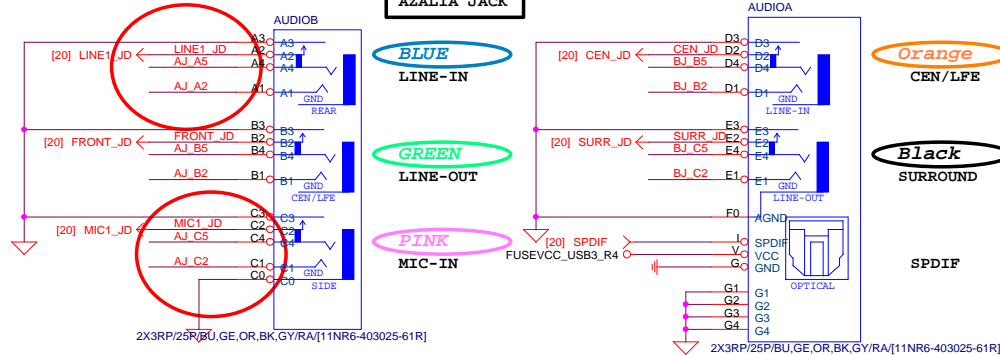 AZALIA JACK
AUDIOB
A3 A3
[20] LINE1_JD LINE1_JD A2 A2
AJ_A5 A4 A4
AJ_A2 A1 A1
GND
REAR
BLUE
LINE-IN
B3 B3
[20] FRONT_JD FRONT_JD B2 B2
AJ_B5 B4 B4
AJ_B2 B1 B1
GND
CEN/LFE
GREEN
LINE-OUT
C3 C3
[20] MIC1_JD MIC1_JD C2 C2
AJ_C5 C4 C4
AJ_C2 C1 C1
C0 C0
GND
SIDE
PINK
MIC-IN
2X3RP/25P/BU,GE,OR,BK,GY/RA/[11NR6-403025-61R]
AUDIOA
D3 D3
[20] CEN_JD CEN_JD D2 D2
BJ_B5 D4 D4
BJ_B2 D1 D1
GND
LINE-IN
Orange
CEN/LFE
E3 E3
[20] SURR_JD SURR_JD E2 E2
BJ_C5 E4 E4
BJ_C2 E1 E1
GND
LINE-OUT
Black
SURROUND
F0 AGND
[20] SPDIF I SPDIF
FUSEVCC_USB3_R4 V VCC
G GND
OPTICAL
SPDIF
G1 G1
G2 G2
G3 G3
G4 G4
2X3RP/25P/BU,GE,OR,BK,GY/RA/[11NR6-403025-61R]